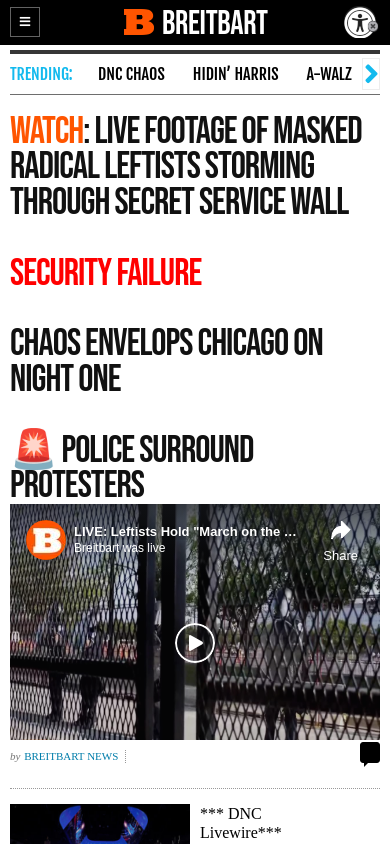 B BREITBART
TRENDING: DNC CHAOS HIDIN' HARRIS A-WALZ
WATCH: LIVE FOOTAGE OF MASKED
RADICAL LEFTISTS STORMING
THROUGH SECRET SERVICE WALL
SECURITY FAILURE
CHAOS ENVELOPS CHICAGO ON
NIGHT ONE
🚨 POLICE SURROUND
PROTESTERS
B LIVE: Leftists Hold "March on the ...
Breitbart was live
Share
by BREITBART NEWS
*** DNC
Livewire***